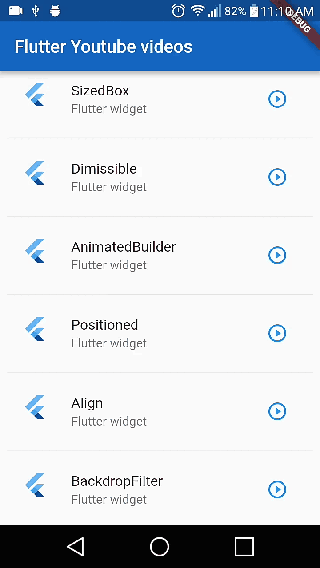 82%
11:10 AM
DEBUG
Flutter Youtube videos
SizedBox
Flutter widget
Dimissible
Flutter widget
AnimatedBuilder
Flutter widget
Positioned
Flutter widget
Align
Flutter widget
BackdropFilter
Flutter widget